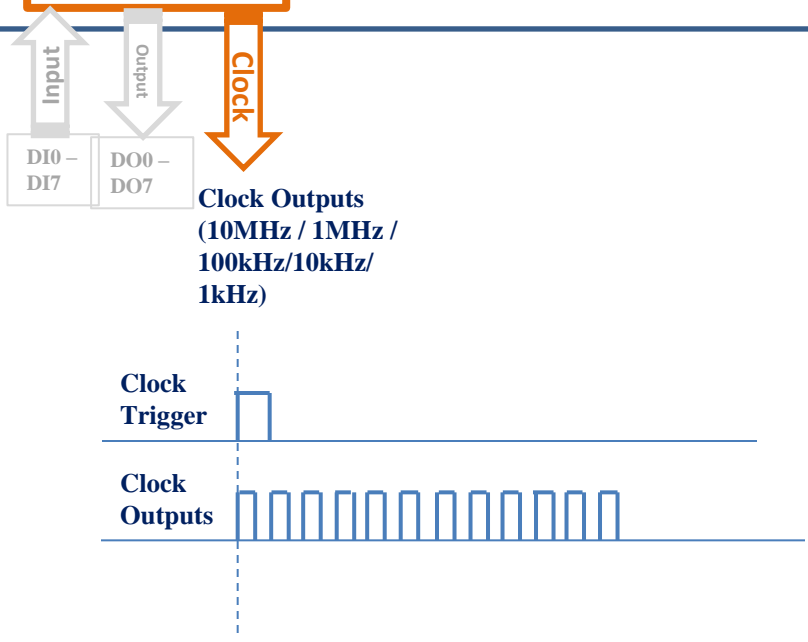 Input
Output
Clock
DI0 –
DI7
DO0 –
DO7
Clock Outputs
(10MHz / 1MHz /
100kHz/10kHz/
1kHz)
Clock
Trigger
Clock
Outputs